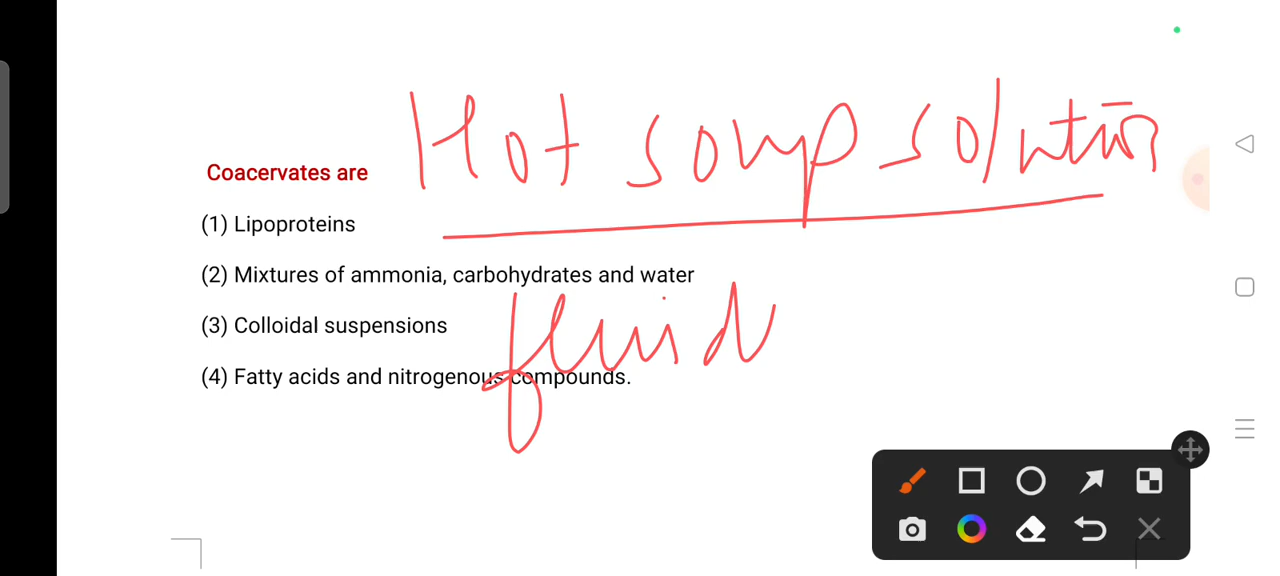 Hot soup solution
Coacervates are
(1) Lipoproteins
(2) Mixtures of ammonia, carbohydrates and water
(3) Colloidal suspensions
fluid
(4) Fatty acids and nitrogenous compounds.